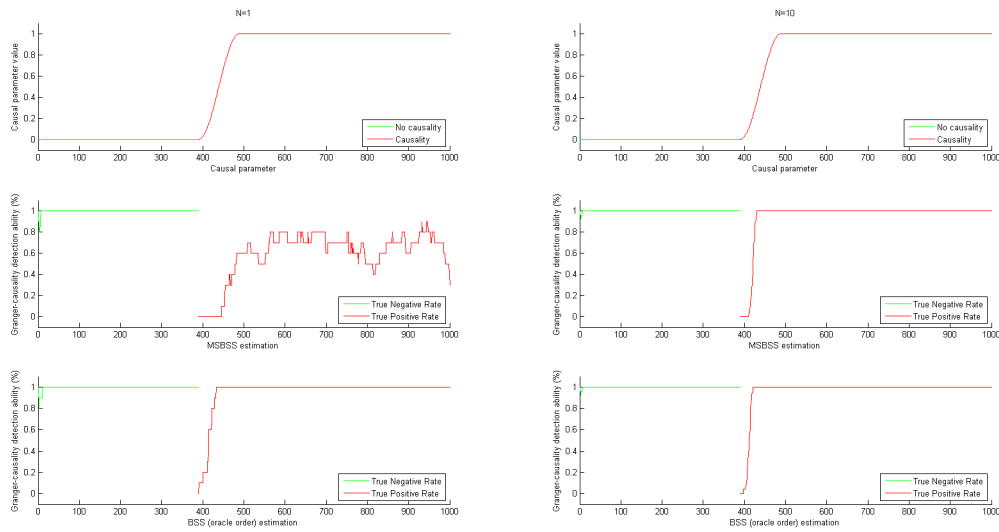 N=1
Causal parameter value
1
0.8
0.6
0.4
0.2
0
No causality
Causality
0 100 200 300 400 500 600 700 800 900 1000
Causal parameter
N=10
Causal parameter value
1
0.8
0.6
0.4
0.2
0
No causality
Causality
0 100 200 300 400 500 600 700 800 900 1000
Causal parameter
Granger-causality detection ability (%)
1
0.8
0.6
0.4
0.2
0
True Negative Rate
True Positive Rate
0 100 200 300 400 500 600 700 800 900 1000
MSBSS estimation
Granger-causality detection ability (%)
1
0.8
0.6
0.4
0.2
0
True Negative Rate
True Positive Rate
0 100 200 300 400 500 600 700 800 900 1000
MSBSS estimation
Granger-causality detection ability (%)
1
0.8
0.6
0.4
0.2
0
True Negative Rate
True Positive Rate
0 100 200 300 400 500 600 700 800 900 1000
BSS (oracle order) estimation
Granger-causality detection ability (%)
1
0.8
0.6
0.4
0.2
0
True Negative Rate
True Positive Rate
0 100 200 300 400 500 600 700 800 900 1000
BSS (oracle order) estimation